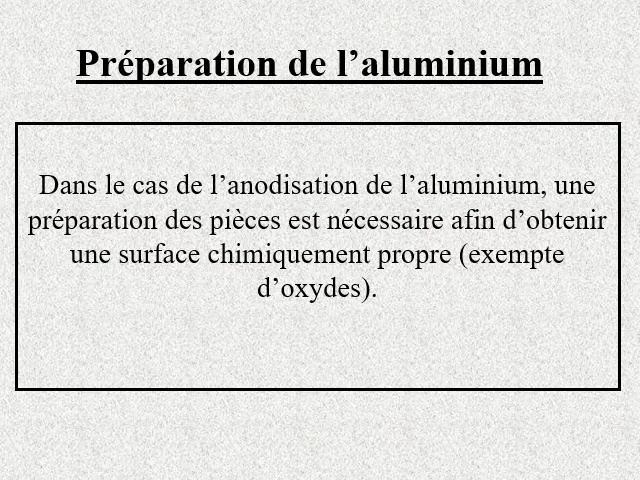 Préparation de l’aluminium
Dans le cas de l’anodisation de l’aluminium, une
préparation des pièces est nécessaire afin d’obtenir
une surface chimiquement propre (exempte
d’oxydes).